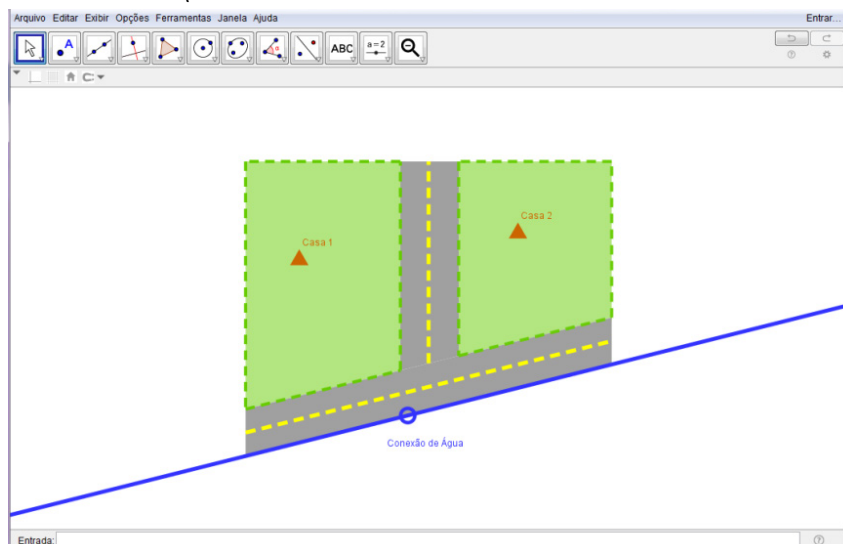 Arquivo Editar Exibir Opções Ferramentas Janela Ajuda Entrar...
A ABC a=2
Casa 1
Casa 2
Conexão de Água
Entrada: